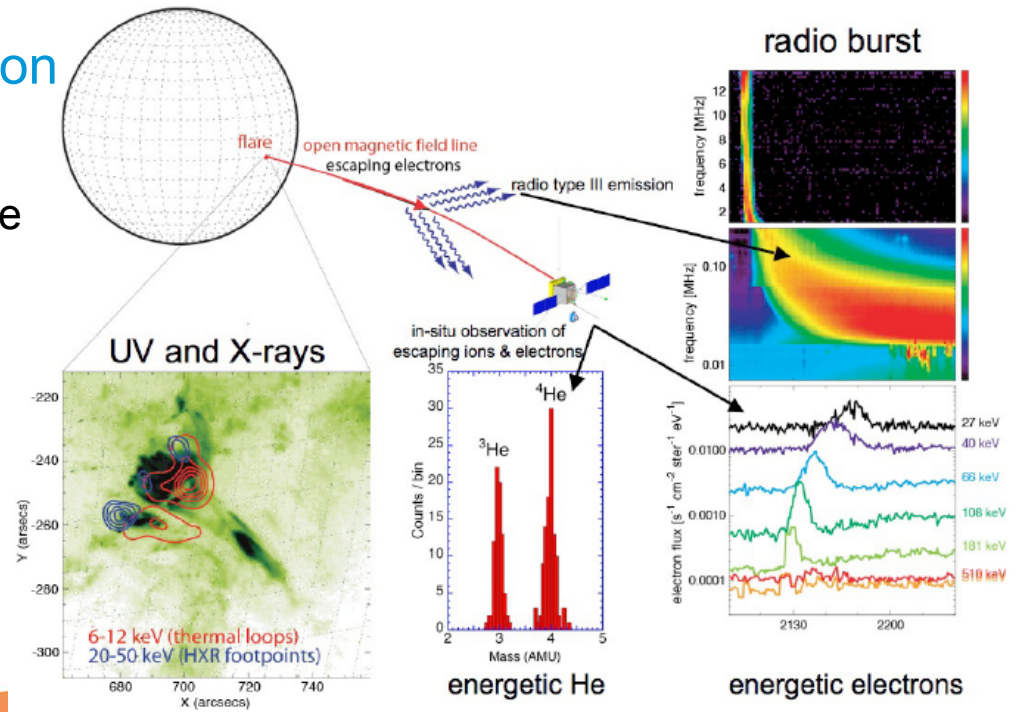 on
e
flare
open magnetic field line
escaping electrons
radio type III emission
in-situ observation of
escaping ions & electrons
UV and X-rays
-220
-240
-260
-280
-300
Y (arsecs)
6-12 keV (thermal loops)
20-50 keV (HXR footpoints)
680
700
720
740
X (arcsecs)
35
30
25
20
15
10
5
0
Counts / bin
³He
⁴He
2
3
4
5
Mass (AMU)
energetic He
radio burst
12
10
8
6
4
2
frequency [MHz]
0.10
0.01
frequency [MHz]
0.0100
0.0010
0.0001
electron flux [s⁻¹ cm⁻² ster⁻¹ eV⁻¹]
27 keV
40 keV
66 keV
108 keV
181 keV
510 keV
2130
2200
energetic electrons